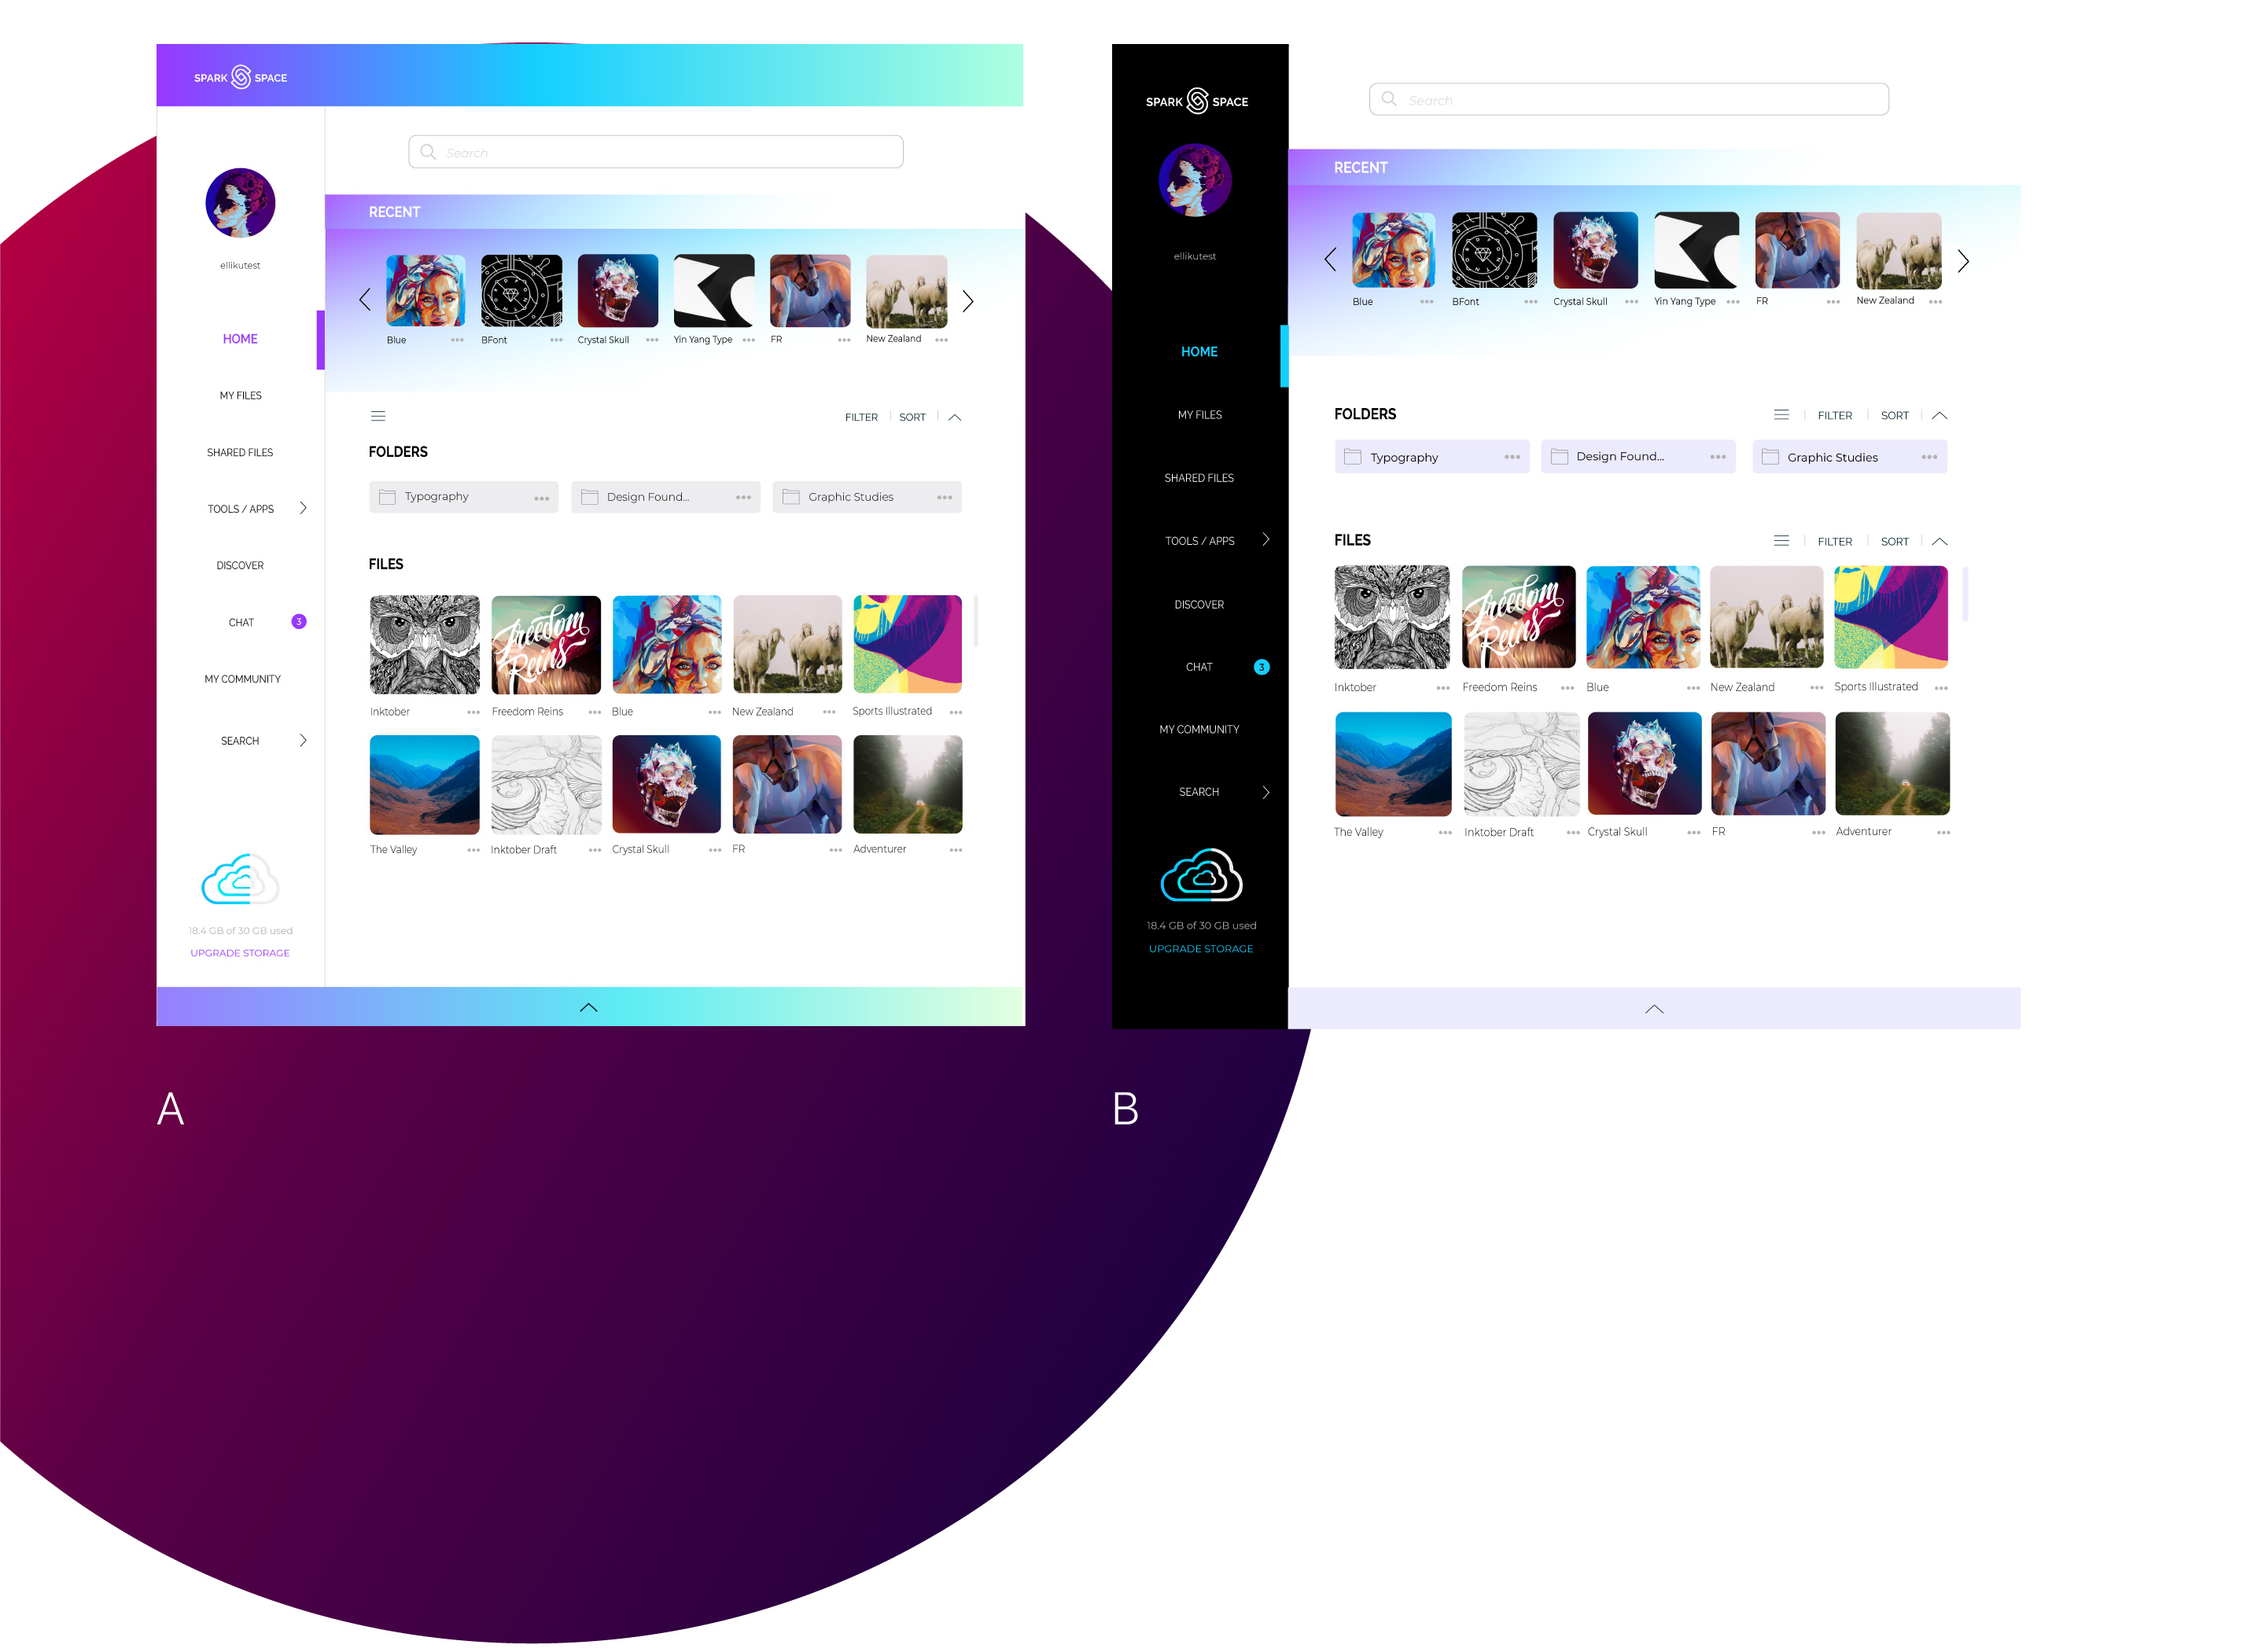 SPARK SPACE
Search
ellikutest
HOME
MY FILES
SHARED FILES
TOOLS / APPS
DISCOVER
CHAT 3
MY COMMUNITY
SEARCH
18.4 GB of 30 GB used
UPGRADE STORAGE
RECENT
Blue BFont Crystal Skull Yin Yang Type FR New Zealand
FILTER SORT
FOLDERS
Typography Design Found... Graphic Studies
FILES
Freedom
Reins
Inktober Freedom Reins Blue New Zealand Sports Illustrated
The Valley Inktober Draft Crystal Skull FR Adventurer
A
SPARK SPACE
Search
ellikutest
HOME
MY FILES
SHARED FILES
TOOLS / APPS
DISCOVER
CHAT 3
MY COMMUNITY
SEARCH
18.4 GB of 30 GB used
UPGRADE STORAGE
RECENT
Blue BFont Crystal Skull Yin Yang Type FR New Zealand
FOLDERS FILTER SORT
Typography Design Found... Graphic Studies
FILES FILTER SORT
Freedom
Reins
Inktober Freedom Reins Blue New Zealand Sports Illustrated
The Valley Inktober Draft Crystal Skull FR Adventurer
B